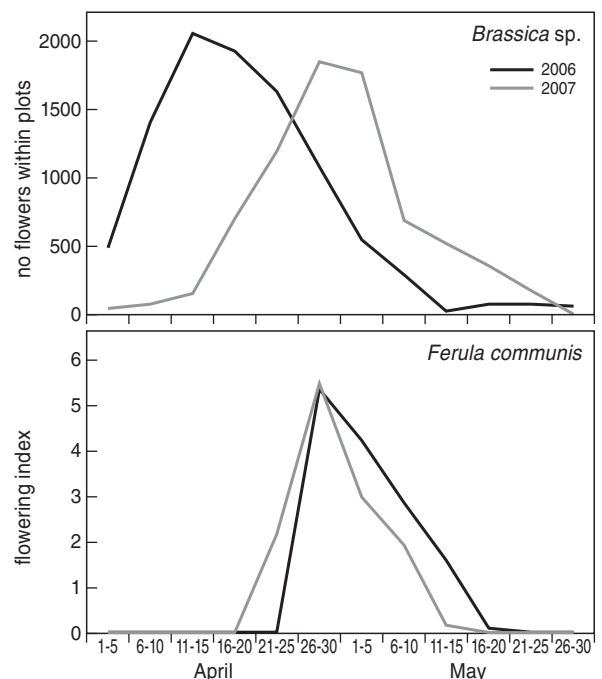 Brassica sp.
2006
2007
no flowers within plots
2000
1500
1000
500
0
Ferula communis
flowering index
6
5
4
3
2
1
0
1-5 6-10 11-15 16-20 21-25 26-30 1-5 6-10 11-15 16-20 21-25 26-30
April May